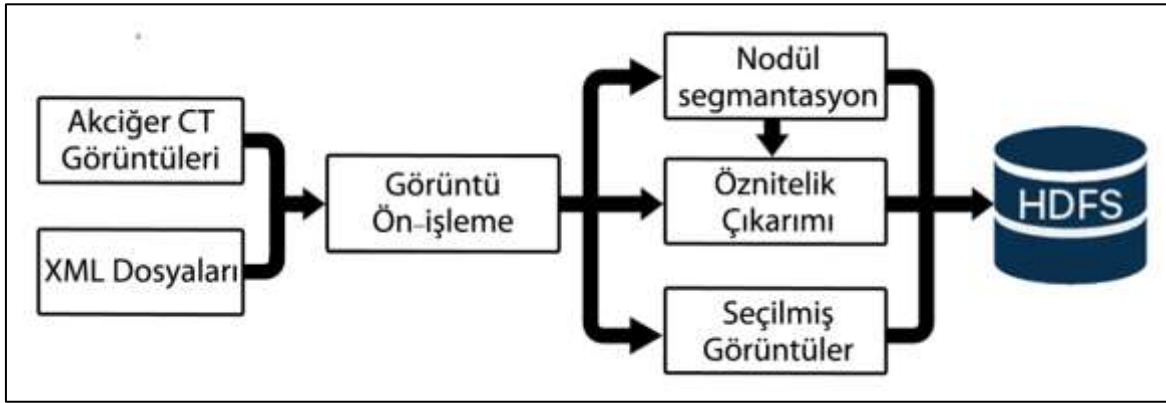 Akciğer CT
Görüntüleri
XML Dosyaları
Görüntü
Ön-işleme
Nodül
segmantasyon
Öznitelik
Çıkarımı
Seçilmiş
Görüntüler
HDFS